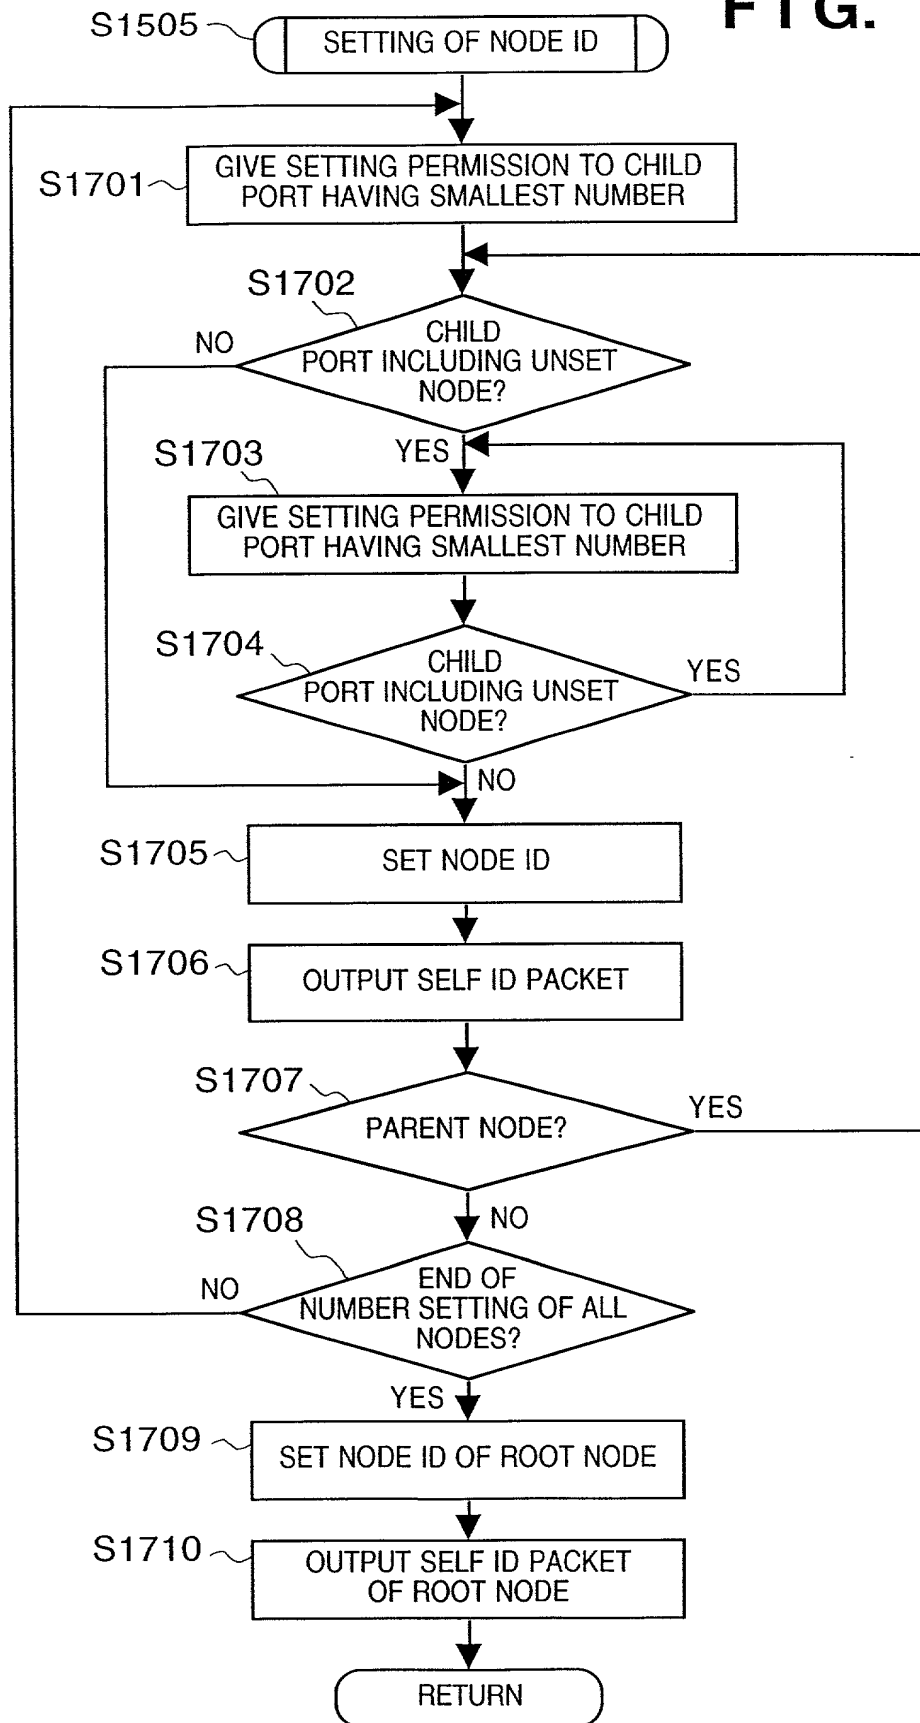 FIG.
S1505
SETTING OF NODE ID
S1701
GIVE SETTING PERMISSION TO CHILD
PORT HAVING SMALLEST NUMBER
S1702
CHILD
PORT INCLUDING UNSET
NODE?
NO
YES
S1703
GIVE SETTING PERMISSION TO CHILD
PORT HAVING SMALLEST NUMBER
S1704
CHILD
PORT INCLUDING UNSET
NODE?
YES
NO
S1705
SET NODE ID
S1706
OUTPUT SELF ID PACKET
S1707
PARENT NODE?
YES
NO
S1708
END OF
NUMBER SETTING OF ALL
NODES?
NO
YES
S1709
SET NODE ID OF ROOT NODE
S1710
OUTPUT SELF ID PACKET
OF ROOT NODE
RETURN